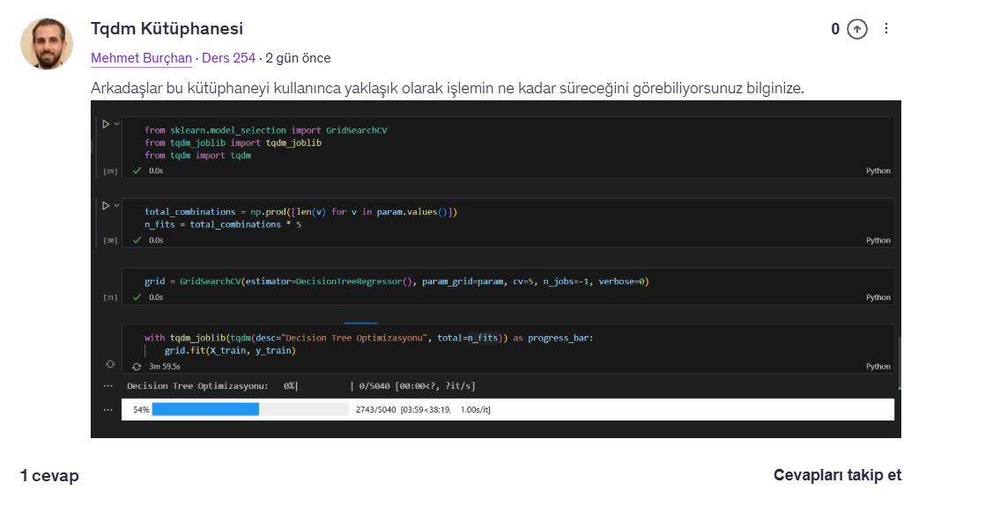 Tqdm Kütüphanesi
0
Mehmet Burçhan · Ders 254 · 2 gün önce
Arkadaşlar bu kütüphaneyi kullanınca yaklaşık olarak işlemin ne kadar süreceğini görebiliyorsunuz bilginize.
from sklearn.model_selection import GridSearchCV
from tqdm_joblib import tqdm_joblib
from tqdm import tqdm
[29] 0.0s Python
total_combinations = np.prod([len(v) for v in param.values()])
n_fits = total_combinations * 5
[30] 0.0s Python
grid = GridSearchCV(estimator=DecisionTreeRegressor(), param_grid=param, cv=5, n_jobs=-1, verbose=0)
[31] 0.0s Python
with tqdm_joblib(tqdm(desc="Decision Tree Optimizasyonu", total=n_fits)) as progress_bar:
grid.fit(X_train, y_train)
3m 59.5s Python
... Decision Tree Optimizasyonu: 0%| | 0/5040 [00:00<?, ?it/s]
... 54% 2743/5040 [03:59<38:19, 1.00s/it]
1 cevap Cevapları takip et